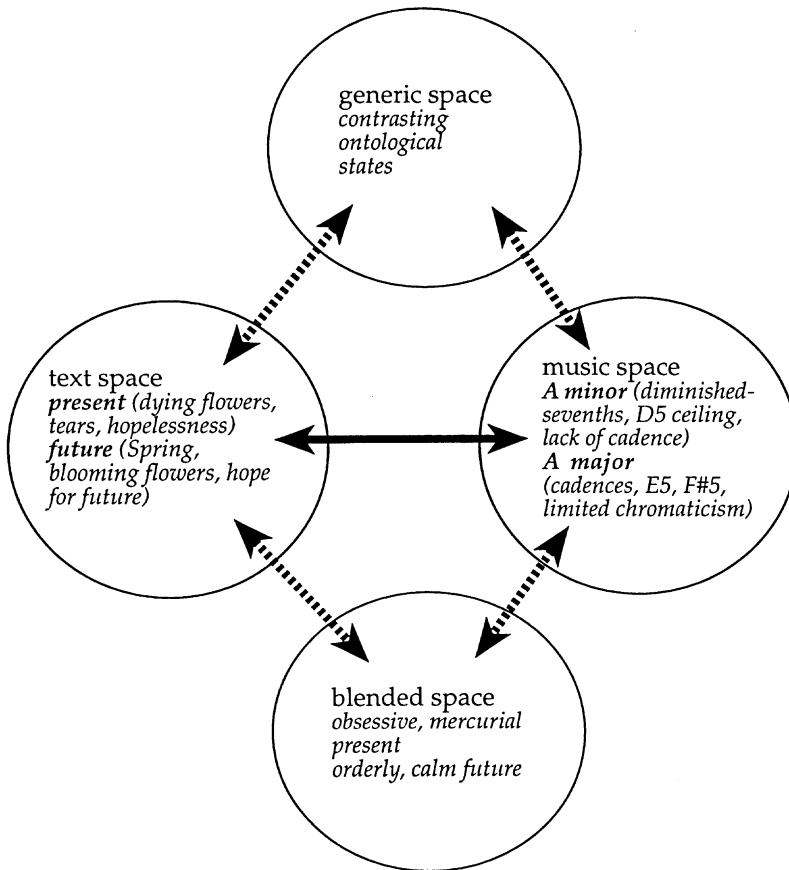 generic space
contrasting
ontological
states
text space
present (dying flowers,
tears, hopelessness)
future (Spring,
blooming flowers, hope
for future)
music space
A minor (diminished-
sevenths, D5 ceiling,
lack of cadence)
A major
(cadences, E5, F#5,
limited chromaticism)
blended space
obsessive, mercurial
present
orderly, calm future